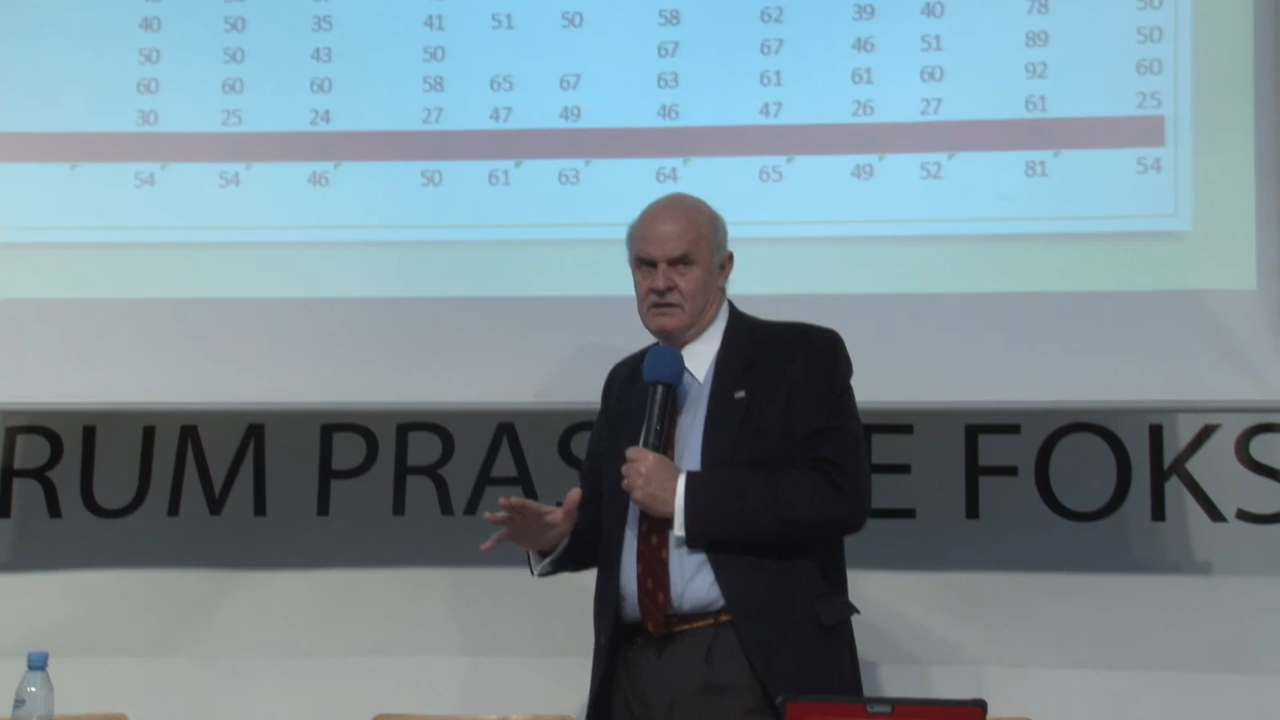 40 50 35 41 51 50 58 62 39 40 78 50
50 50 43 50 67 67 46 51 89 50
60 60 60 58 65 67 63 61 61 60 92 60
30 25 24 27 47 49 46 47 26 27 61 25
54 54 46 50 61 63 64 65 49 52 81 54
RUM PRAS E FOKS